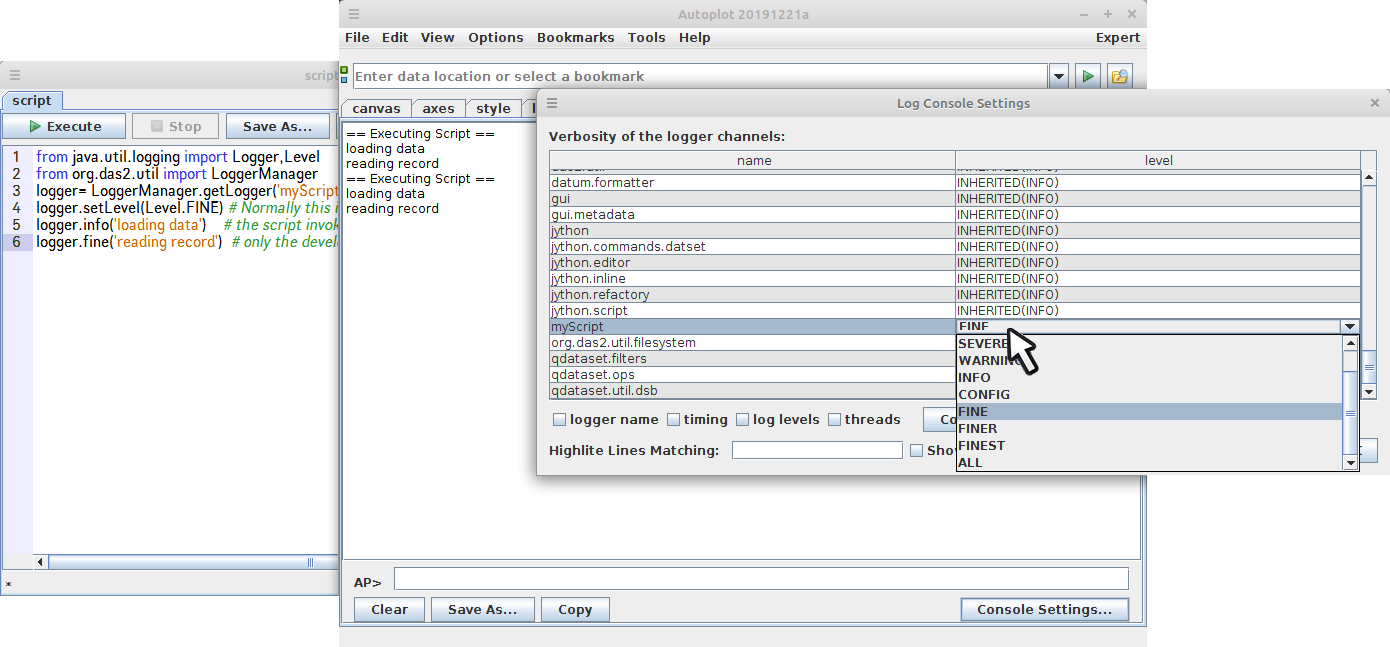 Autoplot 20191221a
File Edit View Options Bookmarks Tools Help Expert
Enter data location or select a bookmark
script
script
Execute Stop Save As...
1 from java.util.logging import Logger,Level
2 from org.das2.util import LoggerManager
3 logger= LoggerManager.getLogger('myScript
4 logger.setLevel(Level.FINE) # Normally this
5 logger.info('loading data') # the script invok
6 logger.fine('reading record') # only the devel
*
canvas axes style
== Executing Script ==
loading data
reading record
== Executing Script ==
loading data
reading record
AP>
Clear Save As... Copy Console Settings...
Log Console Settings
Verbosity of the logger channels:
name level
datum.formatter INHERITED(INFO)
gui INHERITED(INFO)
gui.metadata INHERITED(INFO)
jython INHERITED(INFO)
jython.commands.datset INHERITED(INFO)
jython.editor INHERITED(INFO)
jython.inline INHERITED(INFO)
jython.refactory INHERITED(INFO)
jython.script INHERITED(INFO)
myScript FINE
org.das2.util.filesystem
qdataset.filters
qdataset.ops
qdataset.util.dsb
SEVERE
WARNING
INFO
CONFIG
FINE
FINER
FINEST
ALL
logger name timing log levels threads Co
Highlite Lines Matching: Sho